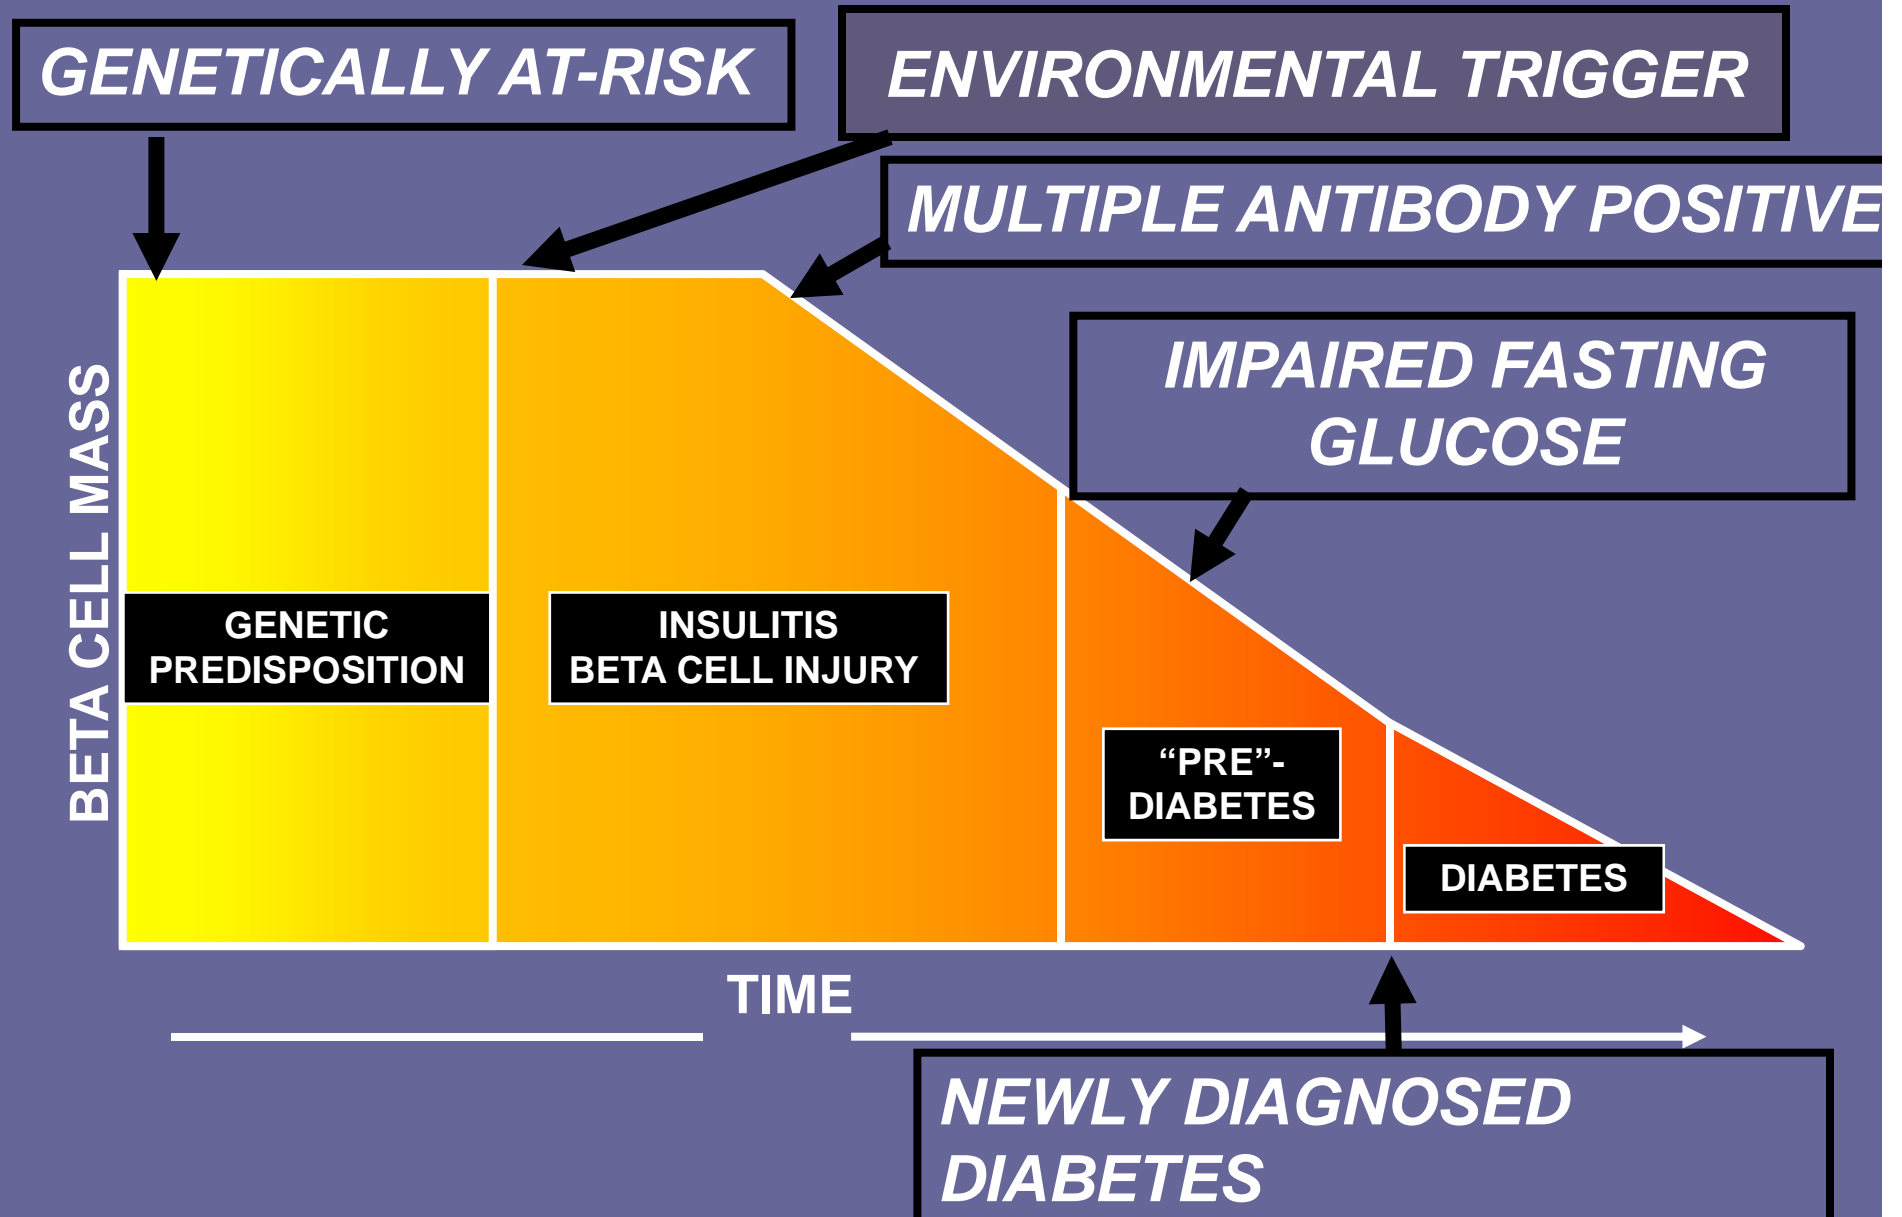 GENETICALLY AT-RISK
ENVIRONMENTAL TRIGGER
MULTIPLE ANTIBODY POSITIVE
IMPAIRED FASTING
GLUCOSE
BETA CELL MASS
GENETIC
PREDISPOSITION
INSULITIS
BETA CELL INJURY
“PRE”-
DIABETES
DIABETES
TIME
NEWLY DIAGNOSED
DIABETES